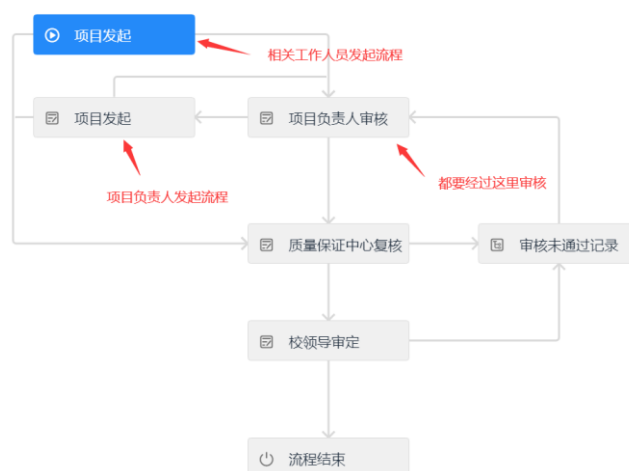 项目发起
相关工作人员发起流程
项目发起
项目负责人审核
项目负责人发起流程
都要经过这里审核
质量保证中心复核
审核未通过记录
校领导审定
流程结束